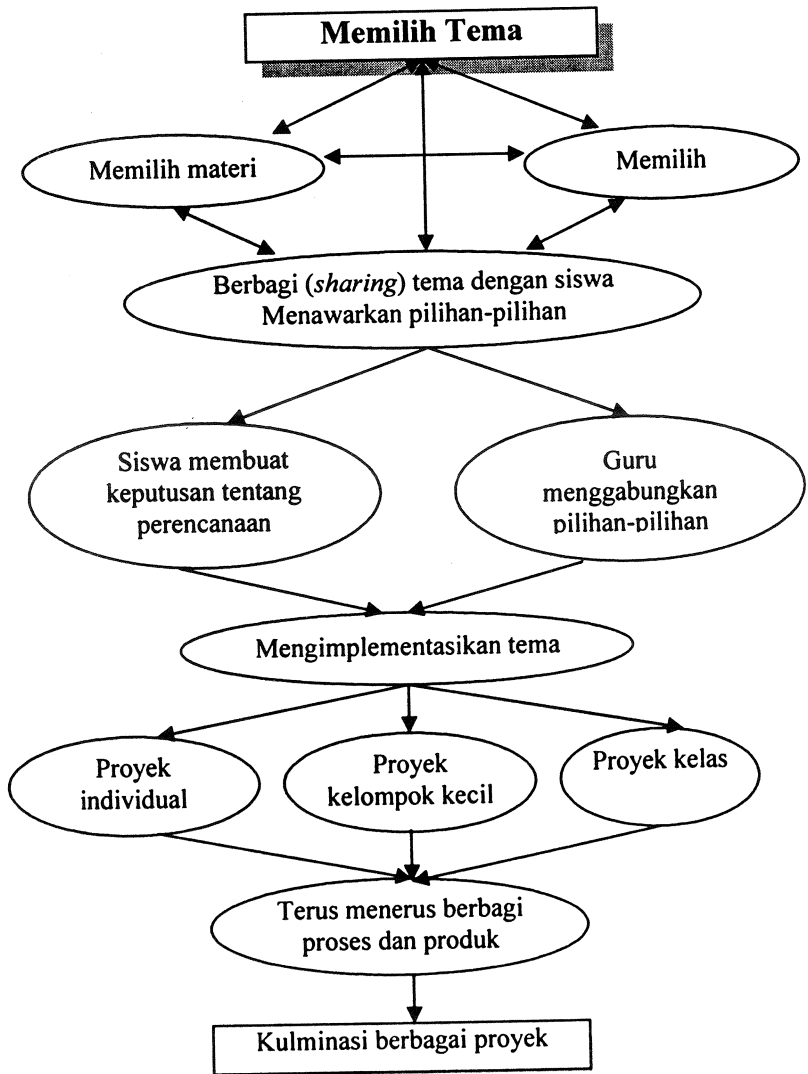 Memilih Tema
Memilih materi
Memilih
Berbagi (sharing) tema dengan siswa
Menawarkan pilihan-pilihan
Siswa membuat
keputusan tentang
perencanaan
Guru
menggabungkan
pilihan-pilihan
Mengimplementasikan tema
Proyek
individual
Proyek
kelompok kecil
Proyek kelas
Terus menerus berbagi
proses dan produk
Kulminasi berbagai proyek